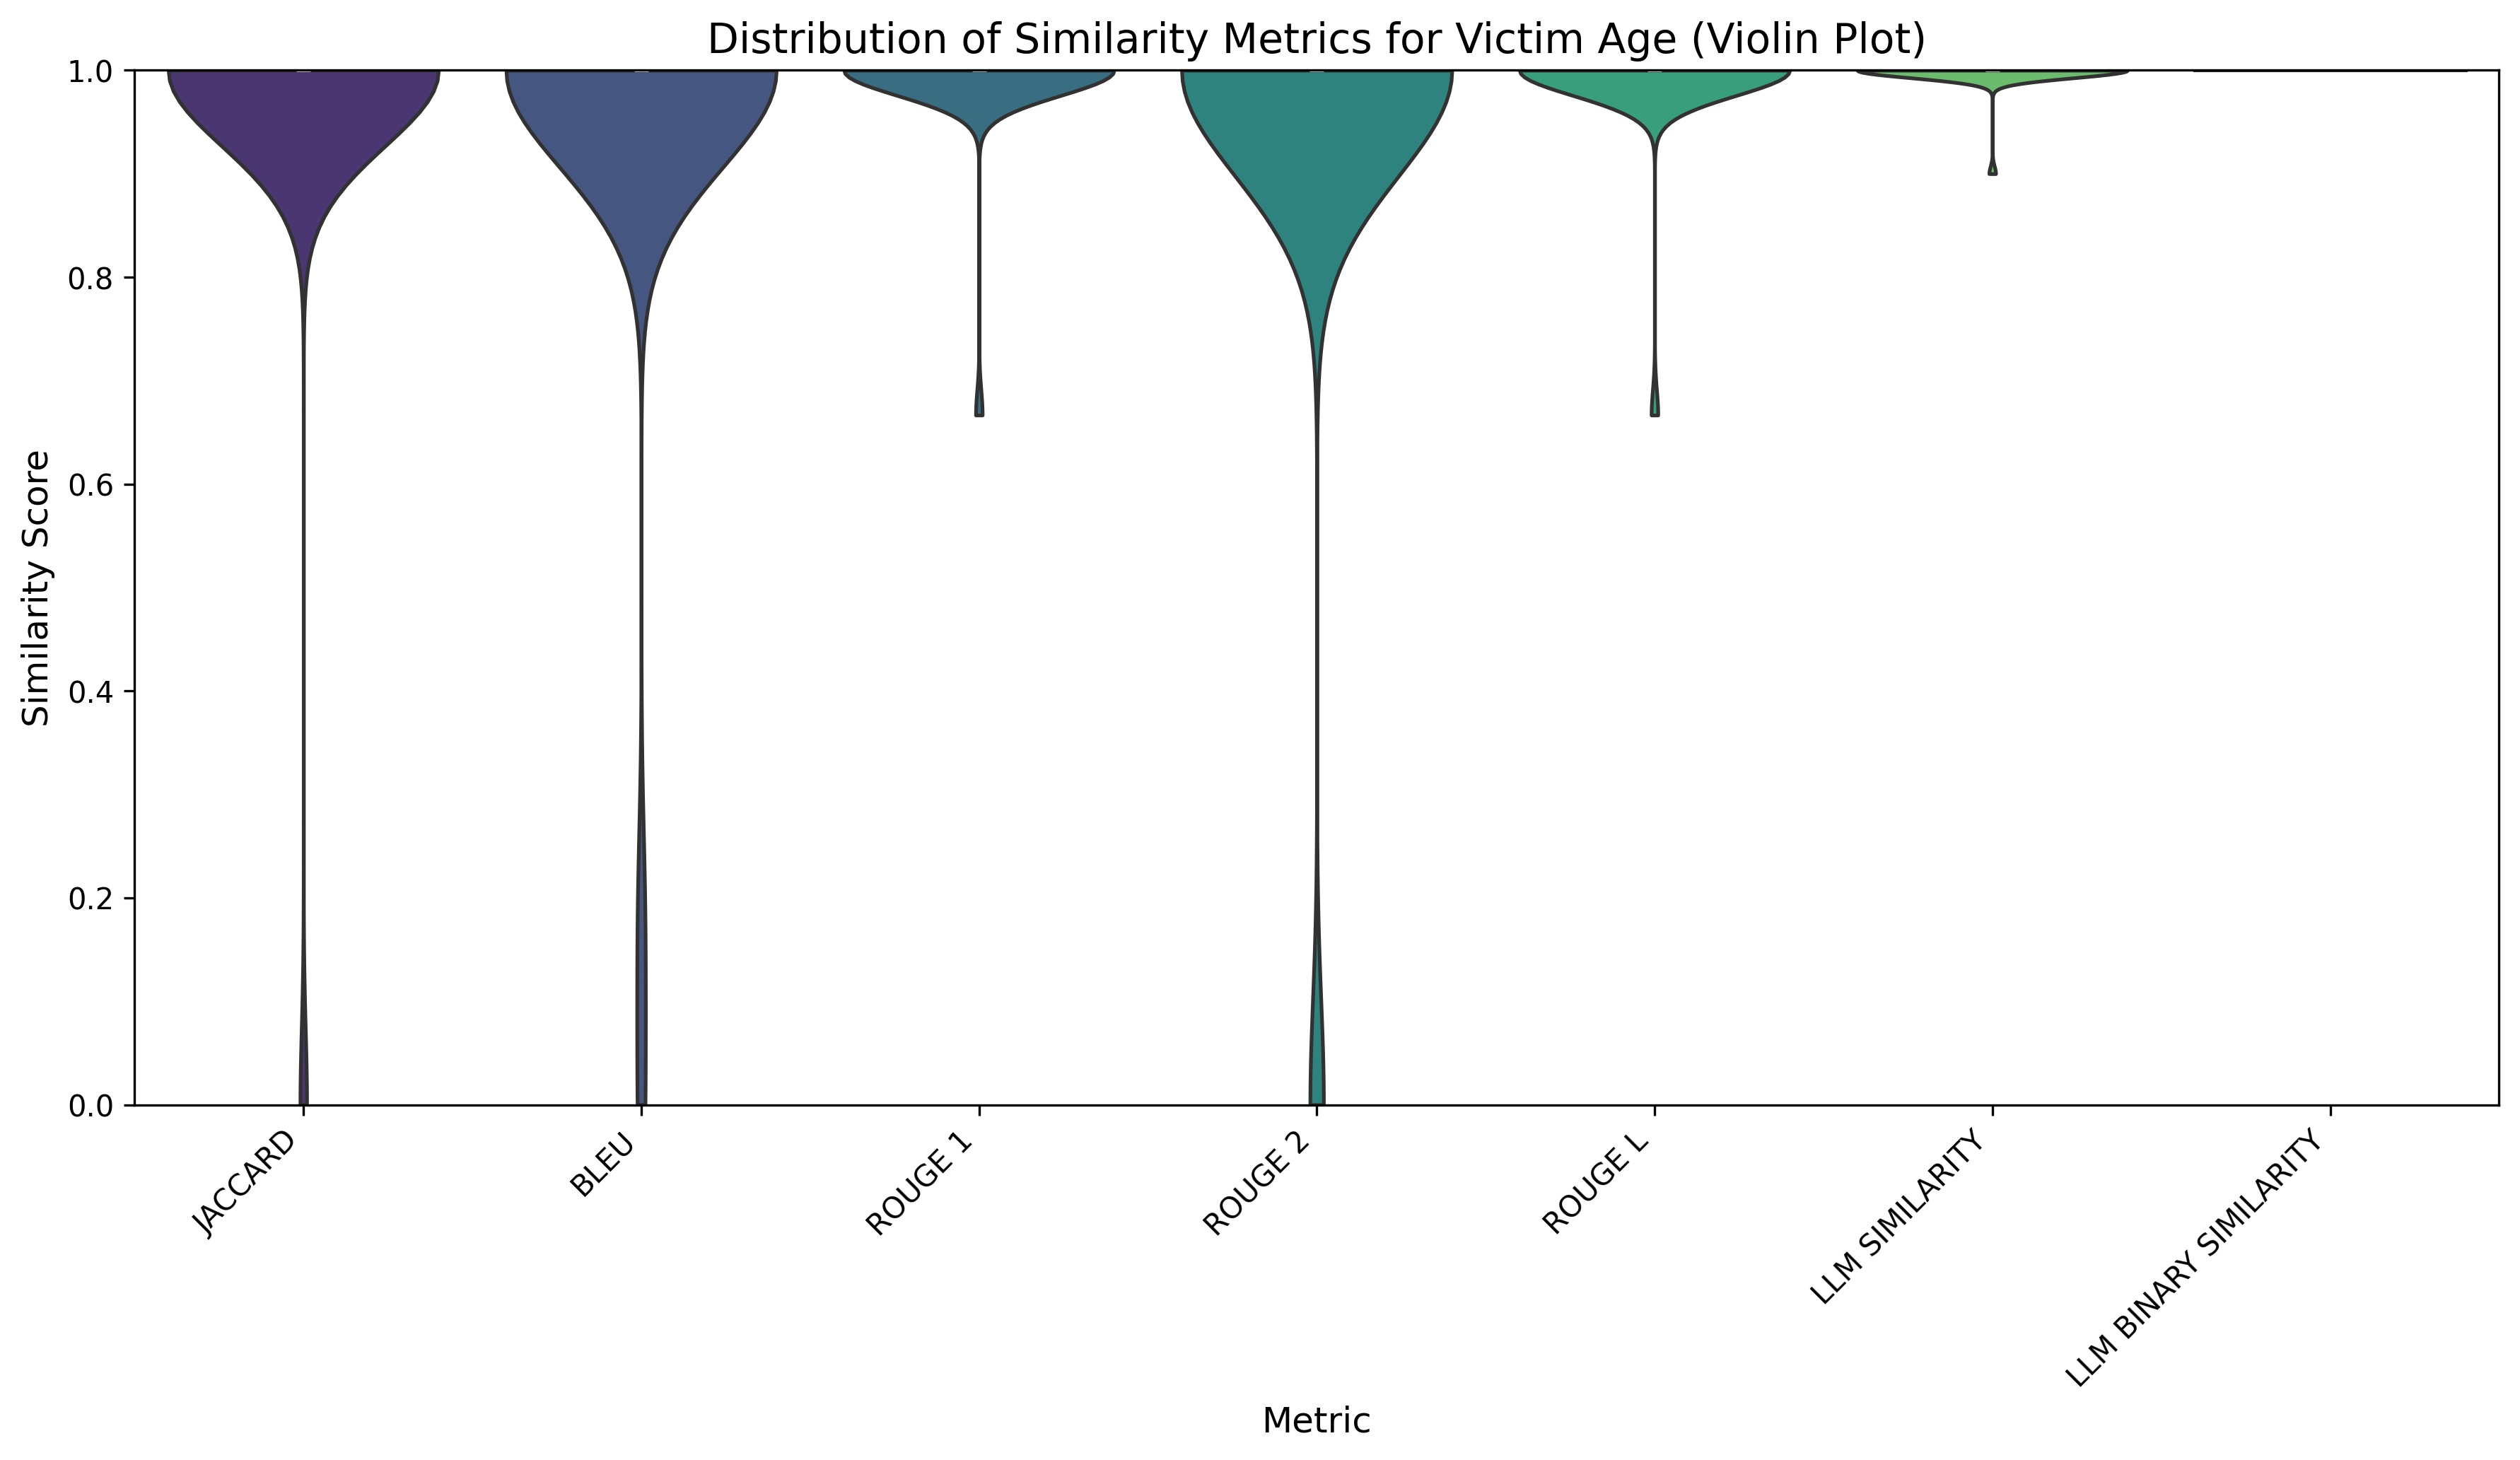 Distribution of Similarity Metrics for Victim Age (Violin Plot)
Similarity Score
1.0
0.8
0.6
0.4
0.2
0.0
JACCARD
BLEU
ROUGE 1
ROUGE 2
ROUGE L
LLM SIMILARITY
LLM BINARY SIMILARITY
Metric